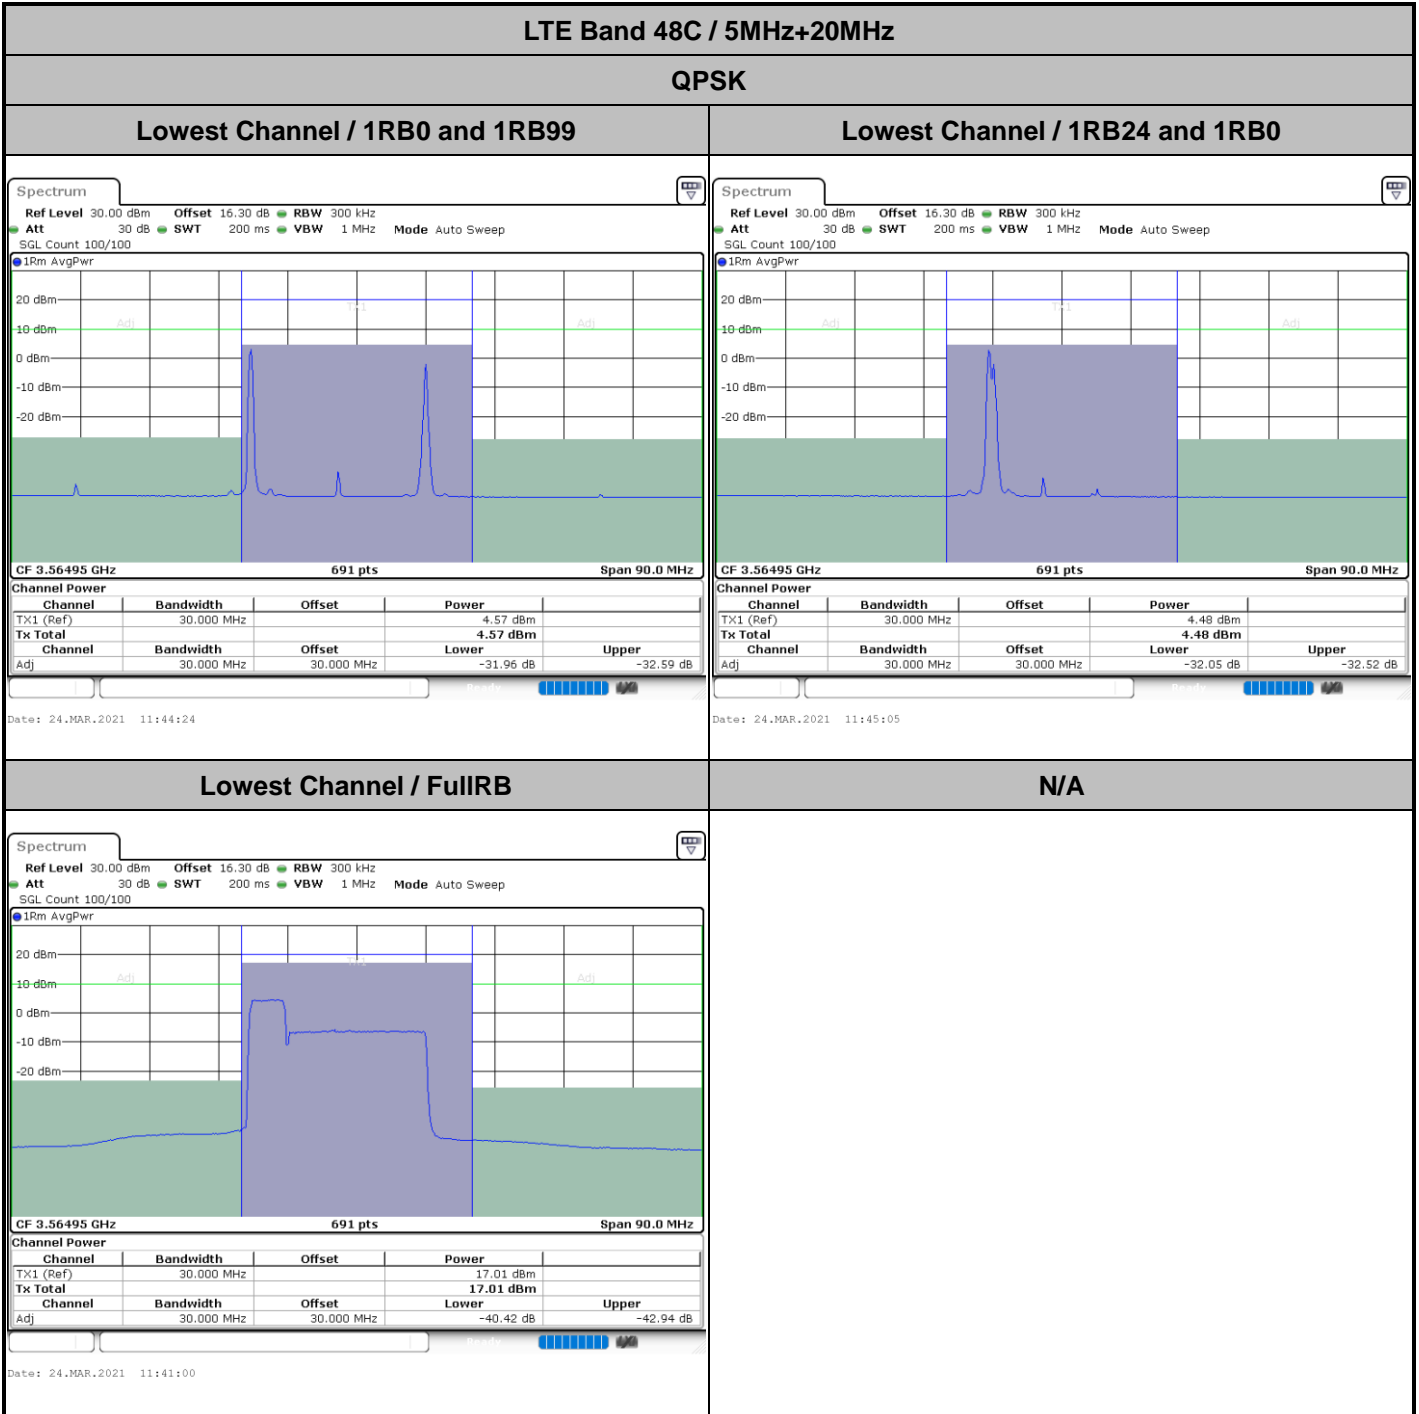 LTE Band 48C / 5MHz+20MHz
QPSK
Lowest Channel / 1RB0 and 1RB99
Lowest Channel / 1RB24 and 1RB0
Spectrum
Ref Level 30.00 dBm Offset 16.30 dB RBW 300 kHz
Att 30 dB SWT 200 ms VBW 1 MHz Mode Auto Sweep
SGL Count 100/100
1Rm AvgPwr
20 dBm
TX1
Adj
Adj
10 dBm
0 dBm
-10 dBm
-20 dBm
CF 3.56495 GHz 691 pts Span 90.0 MHz
Channel Power
Channel Bandwidth Offset Power
TX1 (Ref) 30.000 MHz 4.57 dBm
Tx Total 4.57 dBm
Channel Bandwidth Offset Lower Upper
Adj 30.000 MHz 30.000 MHz -31.96 dB -32.59 dB
Ready
Date: 24.MAR.2021 11:44:24
Spectrum
Ref Level 30.00 dBm Offset 16.30 dB RBW 300 kHz
Att 30 dB SWT 200 ms VBW 1 MHz Mode Auto Sweep
SGL Count 100/100
1Rm AvgPwr
20 dBm
TX1
Adj
Adj
10 dBm
0 dBm
-10 dBm
-20 dBm
CF 3.56495 GHz 691 pts Span 90.0 MHz
Channel Power
Channel Bandwidth Offset Power
TX1 (Ref) 30.000 MHz 4.48 dBm
Tx Total 4.48 dBm
Channel Bandwidth Offset Lower Upper
Adj 30.000 MHz 30.000 MHz -32.05 dB -32.52 dB
Ready
Date: 24.MAR.2021 11:45:05
Lowest Channel / FullRB
N/A
Spectrum
Ref Level 30.00 dBm Offset 16.30 dB RBW 300 kHz
Att 30 dB SWT 200 ms VBW 1 MHz Mode Auto Sweep
SGL Count 100/100
1Rm AvgPwr
20 dBm
TX1
Adj
Adj
10 dBm
0 dBm
-10 dBm
-20 dBm
CF 3.56495 GHz 691 pts Span 90.0 MHz
Channel Power
Channel Bandwidth Offset Power
TX1 (Ref) 30.000 MHz 17.01 dBm
Tx Total 17.01 dBm
Channel Bandwidth Offset Lower Upper
Adj 30.000 MHz 30.000 MHz -40.42 dB -42.94 dB
Ready
Date: 24.MAR.2021 11:41:00